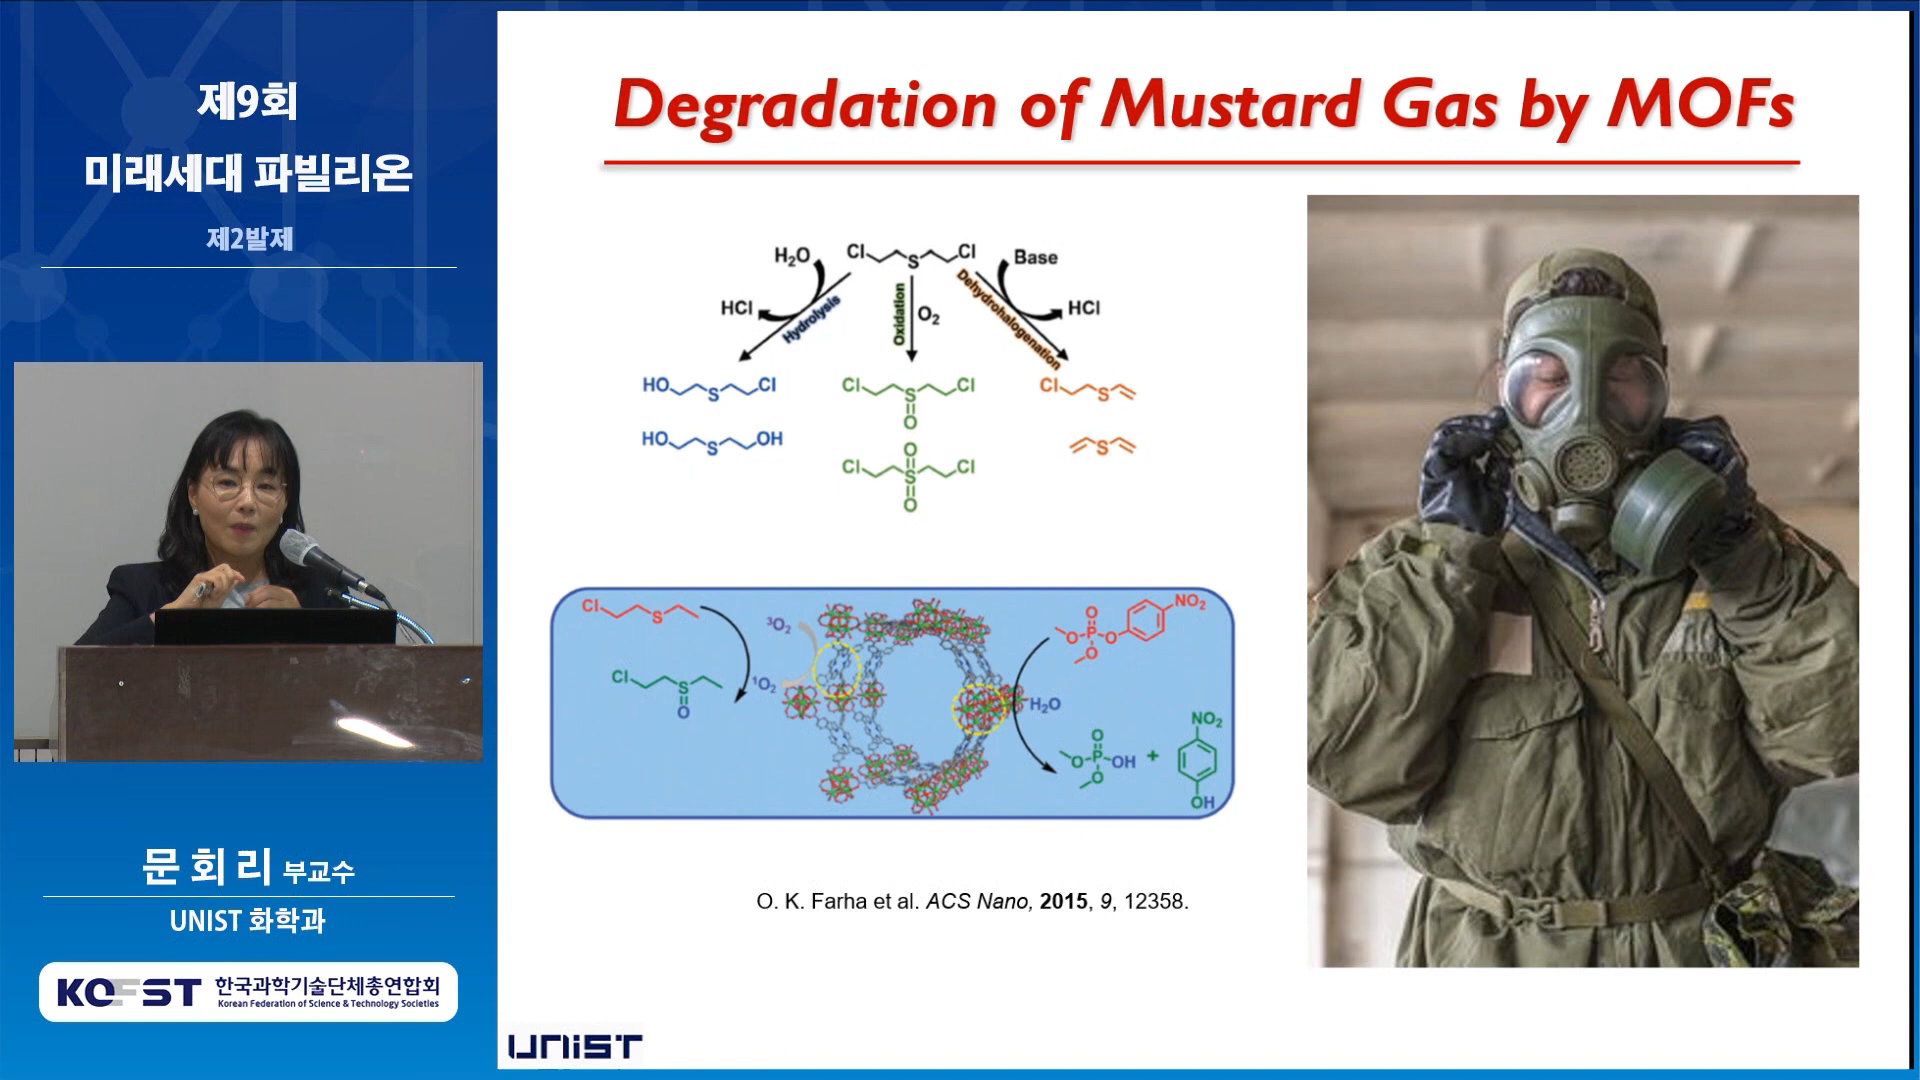 제9회
미래세대 파빌리온
제2발제
문 회 리 부교수
UNIST 화학과
KOFST 한국과학기술단체총연합회
Korean Federation of Science & Technology Societies
Degradation of Mustard Gas by MOFs
H₂O
Cl
S
Cl
Base
HCl
Hydrolysis
Oxidation
O₂
Dehydrohalogenation
HCl
HO
S
Cl
Cl
S
O
Cl
Cl
S
HO
S
OH
Cl
O
S
O
Cl
S
Cl
S
³O₂
¹O₂
Cl
S
O
O
P
O
O
O
NO₂
H₂O
O
O
P
OH
O
+
NO₂
OH
O. K. Farha et al. ACS Nano, 2015, 9, 12358.
UNIST